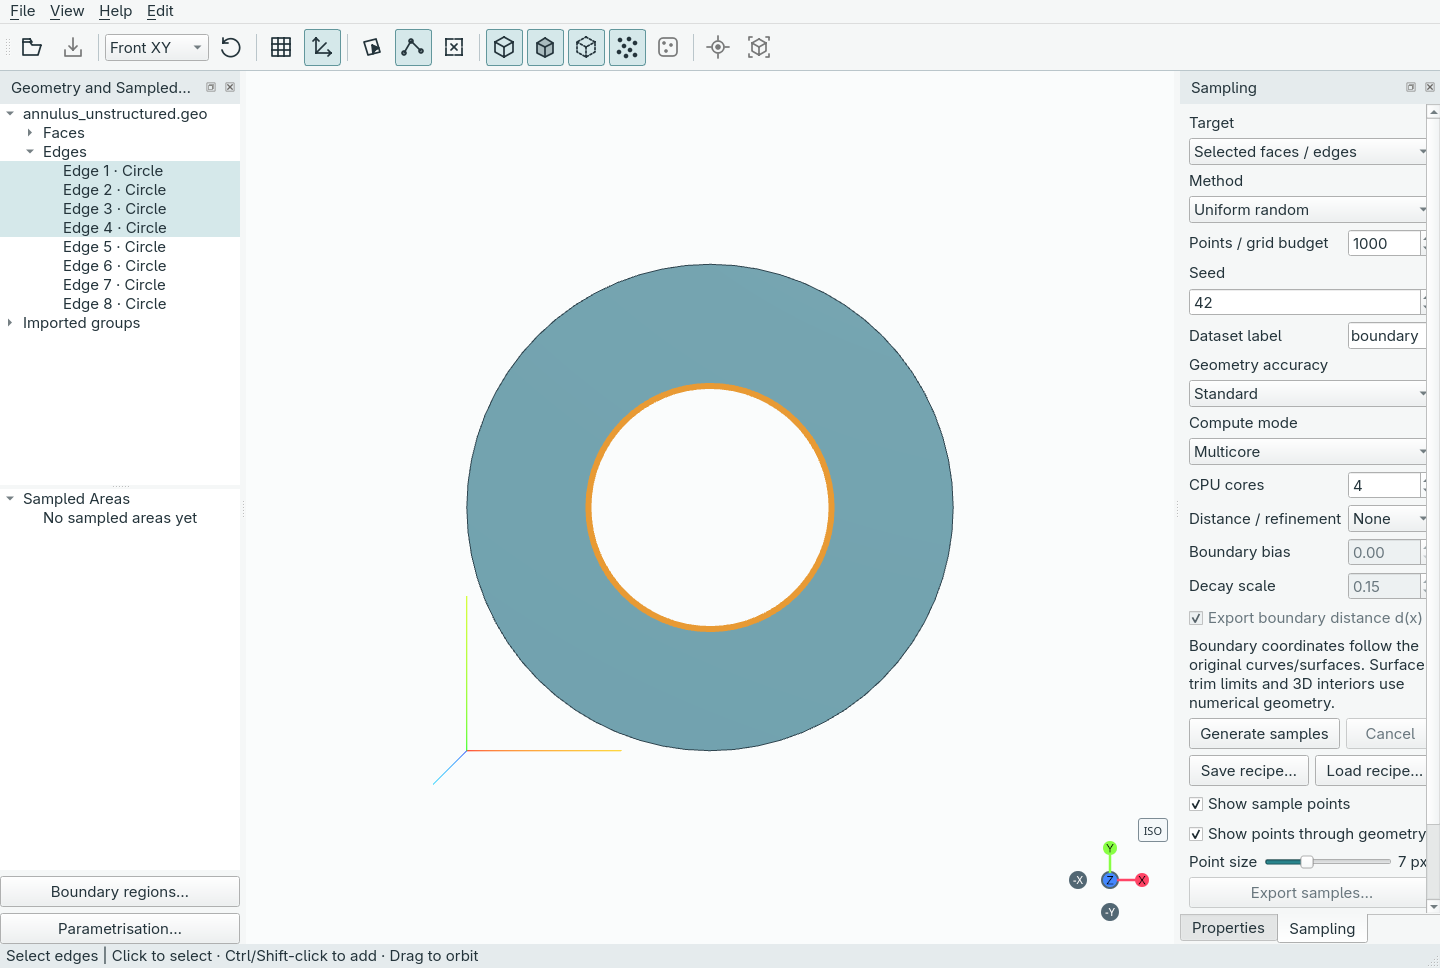 File View Help Edit
Front XY
Geometry and Sampled...
annulus_unstructured.geo
Faces
Edges
Edge 1 · Circle
Edge 2 · Circle
Edge 3 · Circle
Edge 4 · Circle
Edge 5 · Circle
Edge 6 · Circle
Edge 7 · Circle
Edge 8 · Circle
Imported groups
Sampled Areas
No sampled areas yet
Boundary regions...
Parametrisation...
ISO
Y
-X Z X
-Y
Sampling
Target
Selected faces / edges
Method
Uniform random
Points / grid budget 1000
Seed
42
Dataset label boundary
Geometry accuracy
Standard
Compute mode
Multicore
CPU cores 4
Distance / refinement None
Boundary bias 0.00
Decay scale 0.15
Export boundary distance d(x)
Boundary coordinates follow the
original curves/surfaces. Surface
trim limits and 3D interiors use
numerical geometry.
Generate samples Cancel
Save recipe... Load recipe...
Show sample points
Show points through geometry
Point size 7 px
Export samples...
Properties Sampling
Select edges | Click to select · Ctrl/Shift-click to add · Drag to orbit